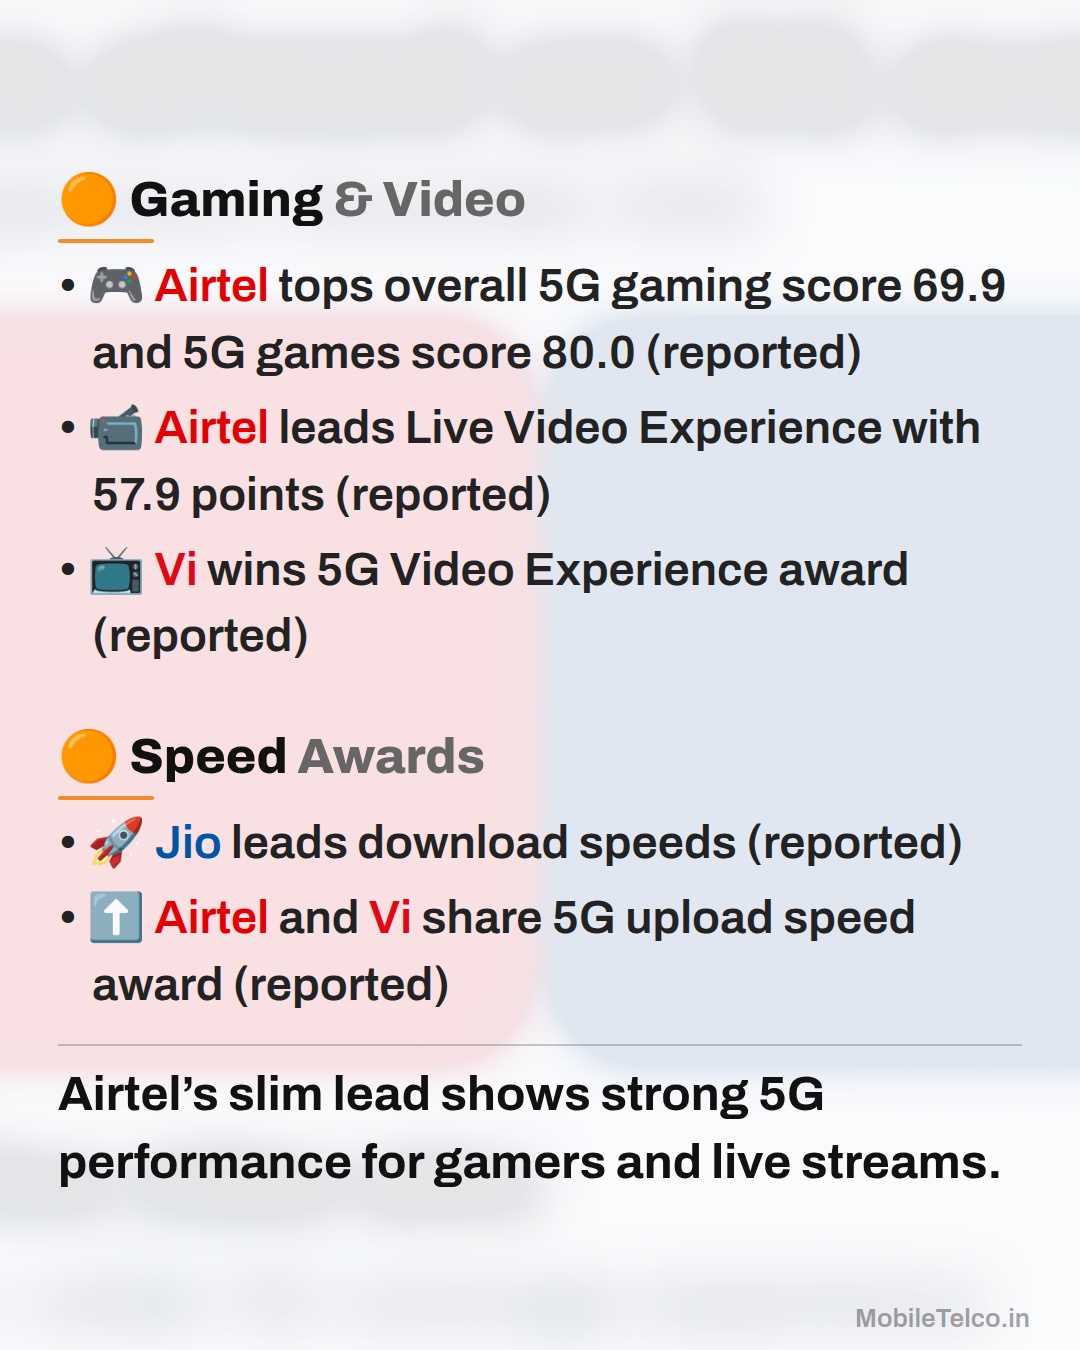 🟠 Gaming & Video
• 🎮 Airtel tops overall 5G gaming score 69.9
and 5G games score 80.0 (reported)
• 📹 Airtel leads Live Video Experience with
57.9 points (reported)
• 📺 Vi wins 5G Video Experience award
(reported)
🟠 Speed Awards
• 🚀 Jio leads download speeds (reported)
• ⬆️ Airtel and Vi share 5G upload speed
award (reported)
Airtel’s slim lead shows strong 5G
performance for gamers and live streams.
MobileTelco.in